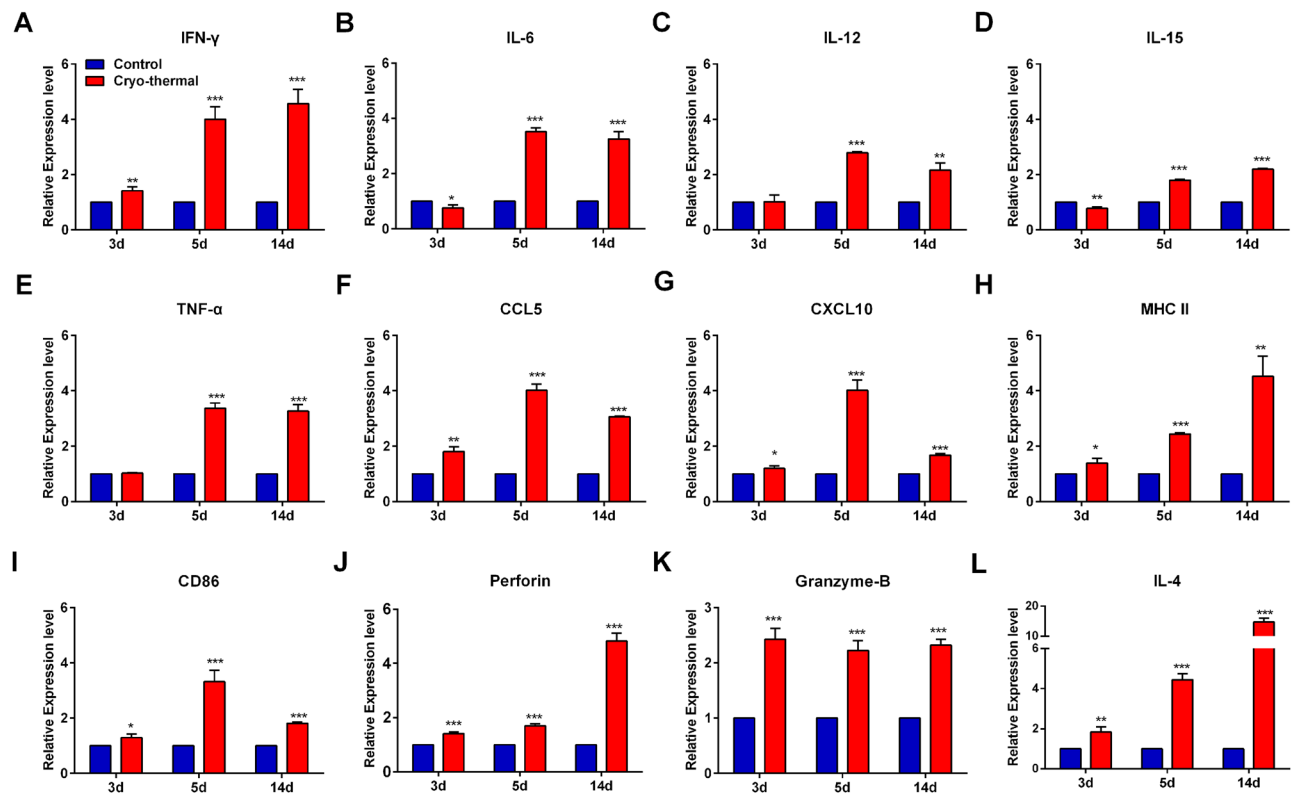 A
IFN-γ
Relative Expression level
6
4
2
0
Control
Cryo-thermal
**
***
***
3d
5d
14d
B
IL-6
Relative Expression level
6
4
2
0
*
***
***
3d
5d
14d
C
IL-12
Relative Expression level
6
4
2
0
***
**
3d
5d
14d
D
IL-15
Relative Expression level
6
4
2
0
**
***
***
3d
5d
14d
E
TNF-α
Relative Expression level
6
4
2
0
***
***
3d
5d
14d
F
CCL5
Relative Expression level
6
4
2
0
**
***
***
3d
5d
14d
G
CXCL10
Relative Expression level
6
4
2
0
*
***
***
3d
5d
14d
H
MHC II
Relative Expression level
6
4
2
0
*
***
**
3d
5d
14d
I
CD86
Relative Expression level
6
4
2
0
*
***
***
3d
5d
14d
J
Perforin
Relative Expression level
6
4
2
0
***
***
***
3d
5d
14d
K
Granzyme-B
Relative Expression level
3
2
1
0
***
***
***
3d
5d
14d
L
IL-4
Relative Expression level
20
10
6
4
2
0
**
***
***
3d
5d
14d